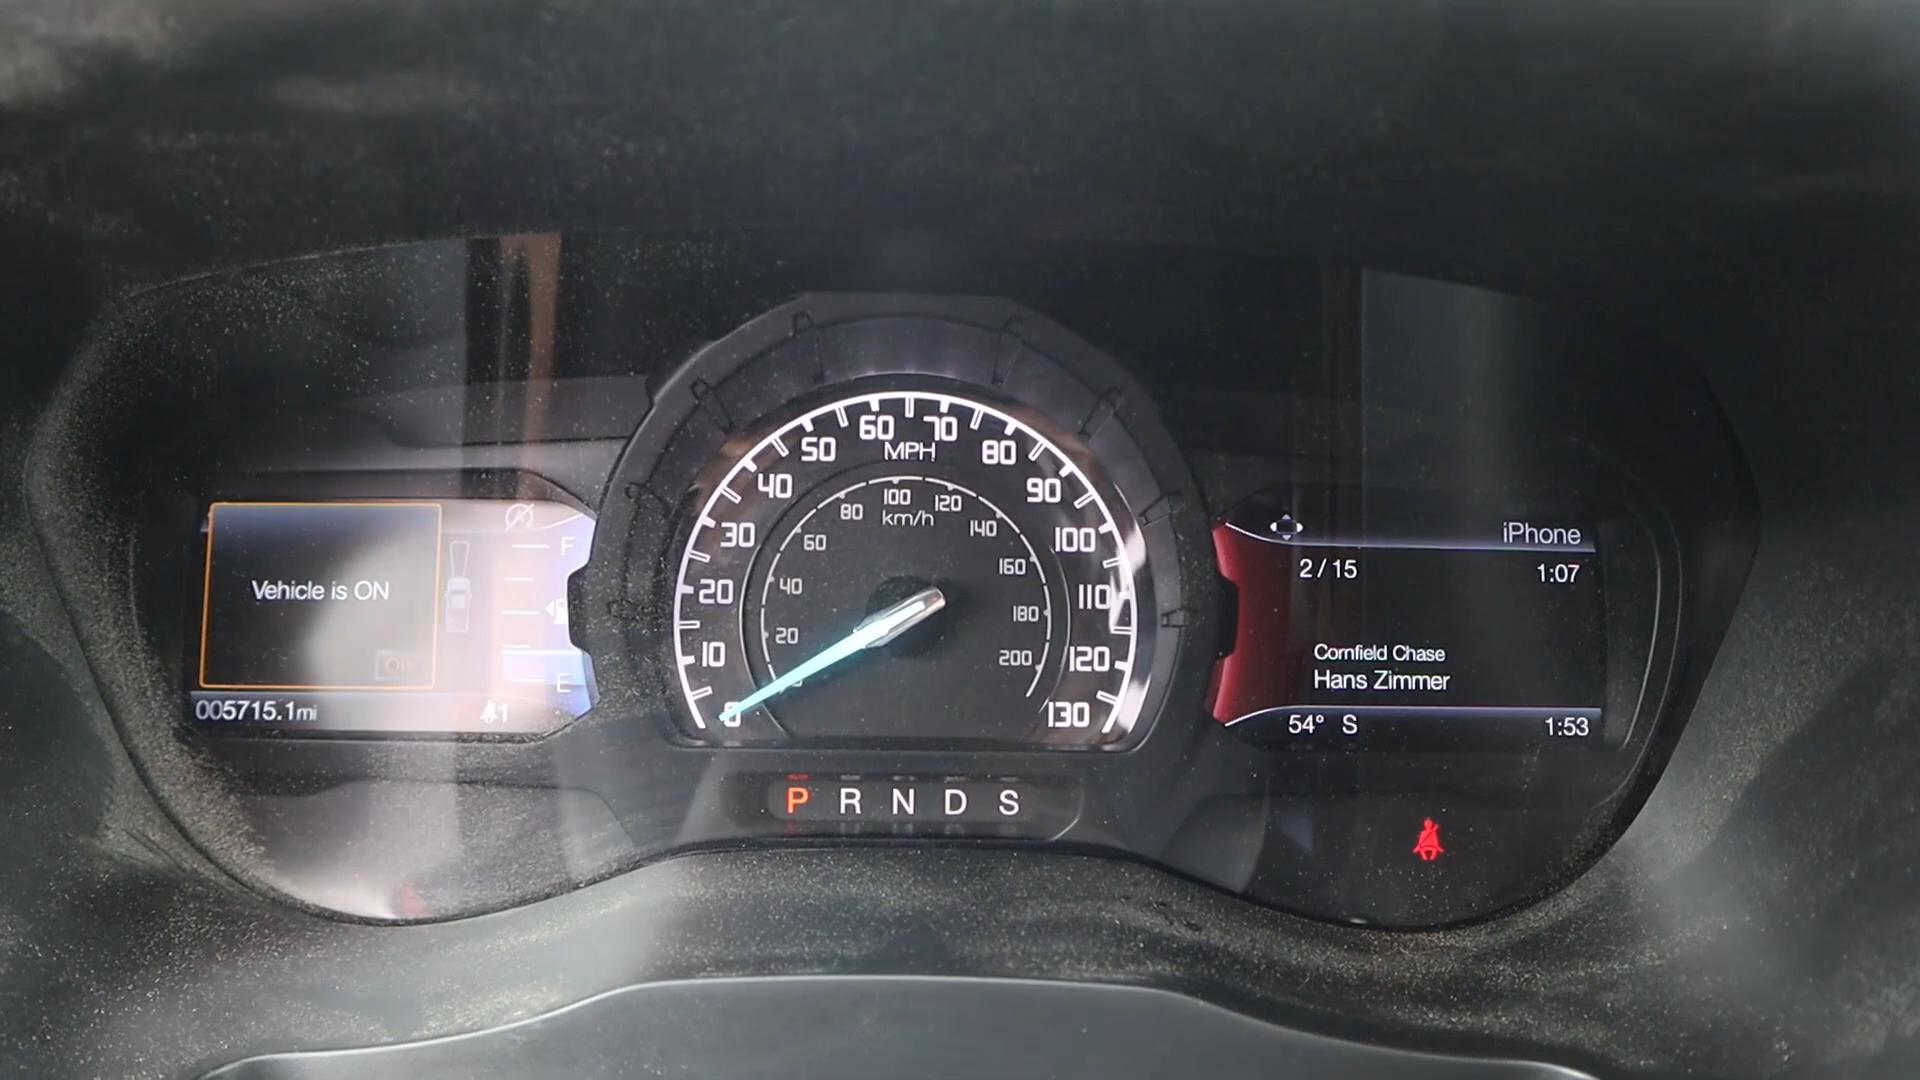 Vehicle is ON
OK
F
E
005715.1mi
1
0
10
20
30
40
50
60
70
80
90
100
110
120
130
MPH
20
40
60
80
100
120
140
160
180
200
km/h
P R N D S
iPhone
2 / 15 1:07
Cornfield Chase
Hans Zimmer
54° S 1:53